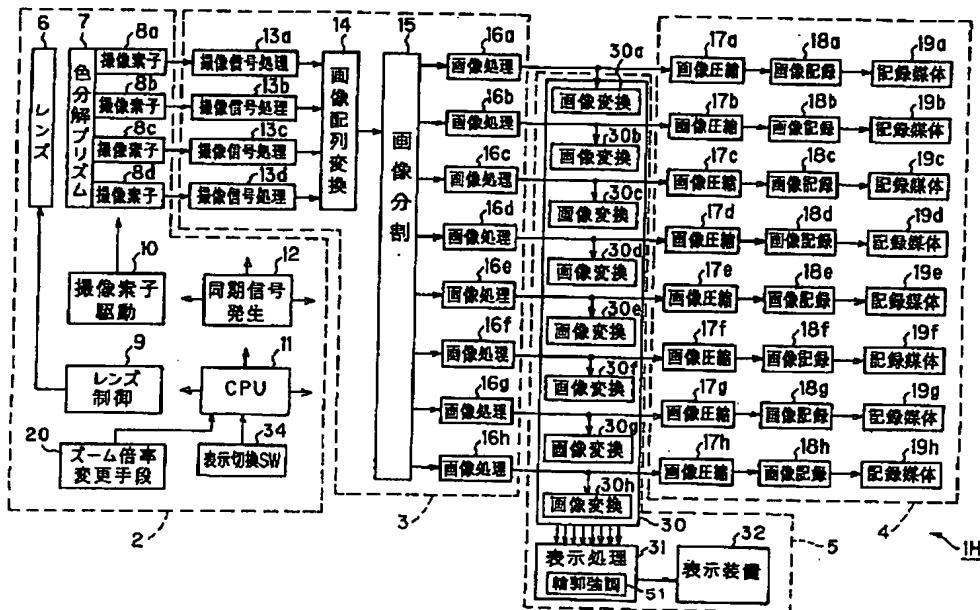 6
レンズ
7
色分解プリズム
8a
撮像素子
8b
撮像素子
8c
撮像素子
8d
撮像素子
10
撮像素子
駆動
12
同期信号
発生
9
レンズ
制御
11
CPU
20
ズーム倍率
変更手段
34
表示切換SW
2
13a
撮像信号処理
13b
撮像信号処理
13c
撮像信号処理
13d
撮像信号処理
14
画像配列変換
15
画像分割
16a
画像処理
16b
画像処理
16c
画像処理
16d
画像処理
16e
画像処理
16f
画像処理
16g
画像処理
16h
画像処理
3
30a
画像変換
30b
画像変換
30c
画像変換
30d
画像変換
30e
画像変換
30f
画像変換
30g
画像変換
30h
画像変換
30
31
表示処理
輪郭強調
51
32
表示装置
5
17a
画像圧縮
18a
画像記録
19a
記録媒体
17b
画像圧縮
18b
画像記録
19b
記録媒体
17c
画像圧縮
18c
画像記録
19c
記録媒体
17d
画像圧縮
18d
画像記録
19d
記録媒体
17e
画像圧縮
18e
画像記録
19e
記録媒体
17f
画像圧縮
18f
画像記録
19f
記録媒体
17g
画像圧縮
18g
画像記録
19g
記録媒体
17h
画像圧縮
18h
画像記録
19h
記録媒体
4
1H